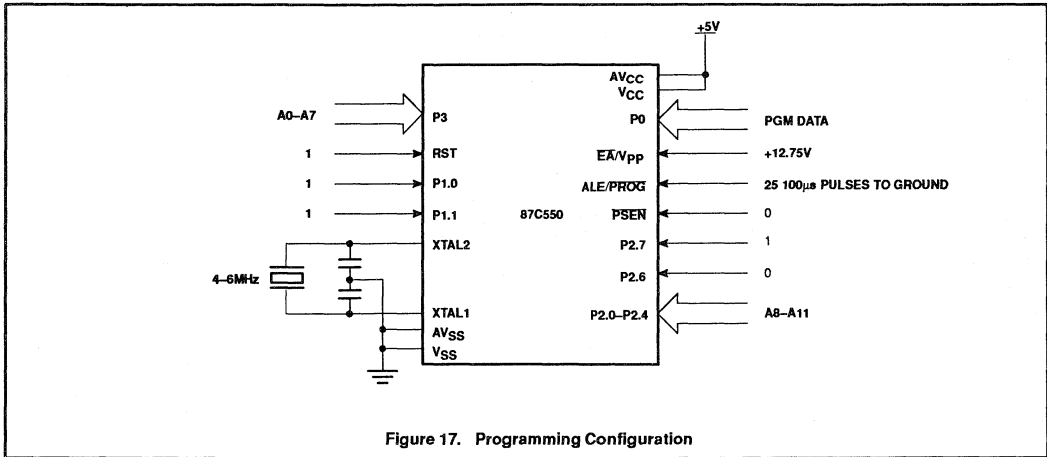 +5V
A0–A7
P3
RST
1
P1.0
1
P1.1
1
XTAL2
4–6MHz
XTAL1
AVSS
VSS
87C550
AVCC
VCC
P0
PGM DATA
EA/VPP
+12.75V
ALE/PROG
25 100µs PULSES TO GROUND
PSEN
0
P2.7
1
P2.6
0
P2.0–P2.4
A8–A11
Figure 17. Programming Configuration